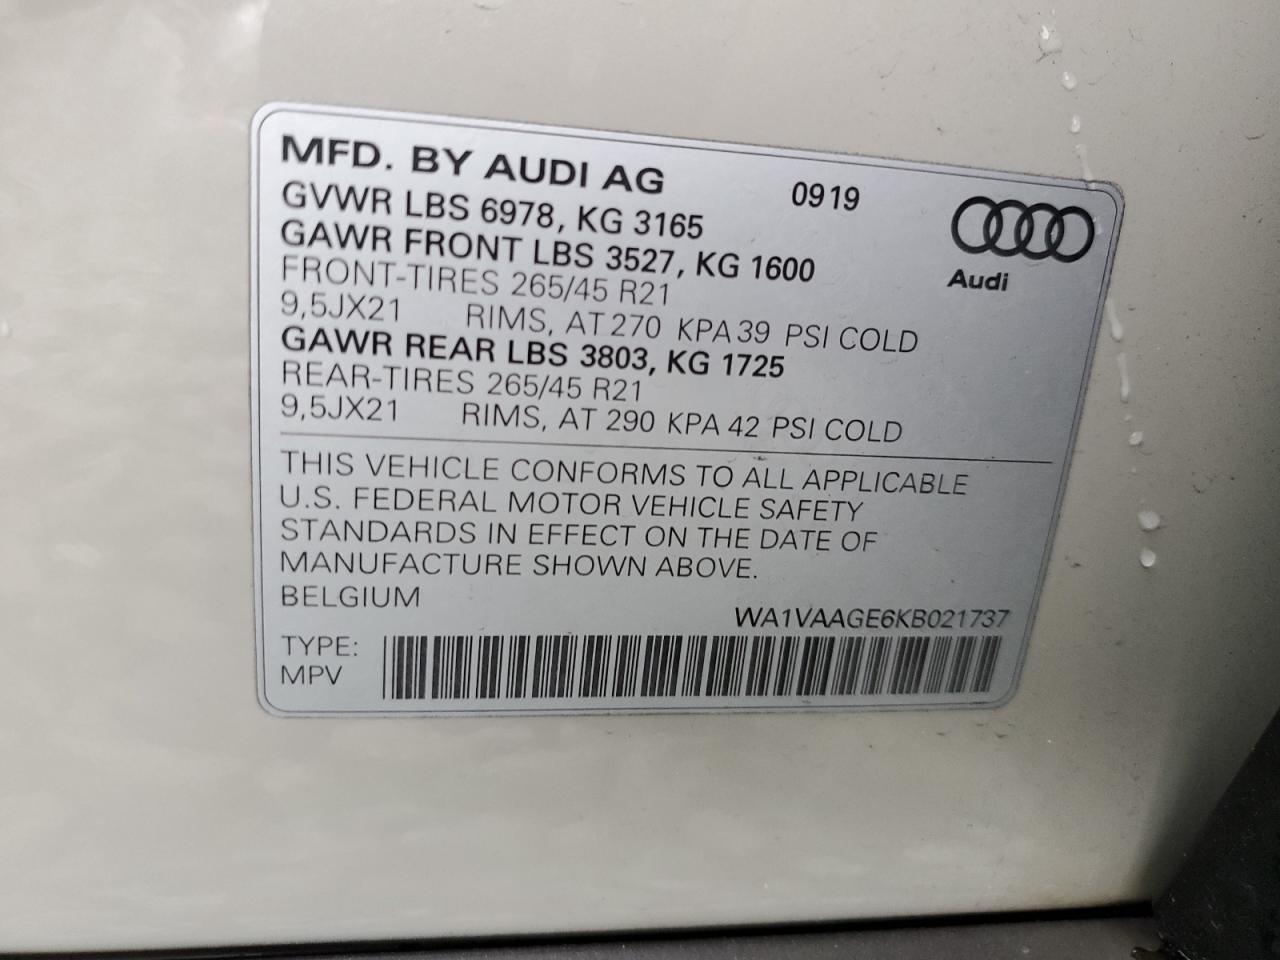 MFD. BY AUDI AG 0919
GVWR LBS 6978, KG 3165
GAWR FRONT LBS 3527, KG 1600
FRONT-TIRES 265/45 R21
9,5JX21 RIMS, AT 270 KPA 39 PSI COLD
GAWR REAR LBS 3803, KG 1725
REAR-TIRES 265/45 R21
9,5JX21 RIMS, AT 290 KPA 42 PSI COLD
Audi
THIS VEHICLE CONFORMS TO ALL APPLICABLE
U.S. FEDERAL MOTOR VEHICLE SAFETY
STANDARDS IN EFFECT ON THE DATE OF
MANUFACTURE SHOWN ABOVE.
BELGIUM
WA1VAAGE6KB021737
TYPE:
MPV